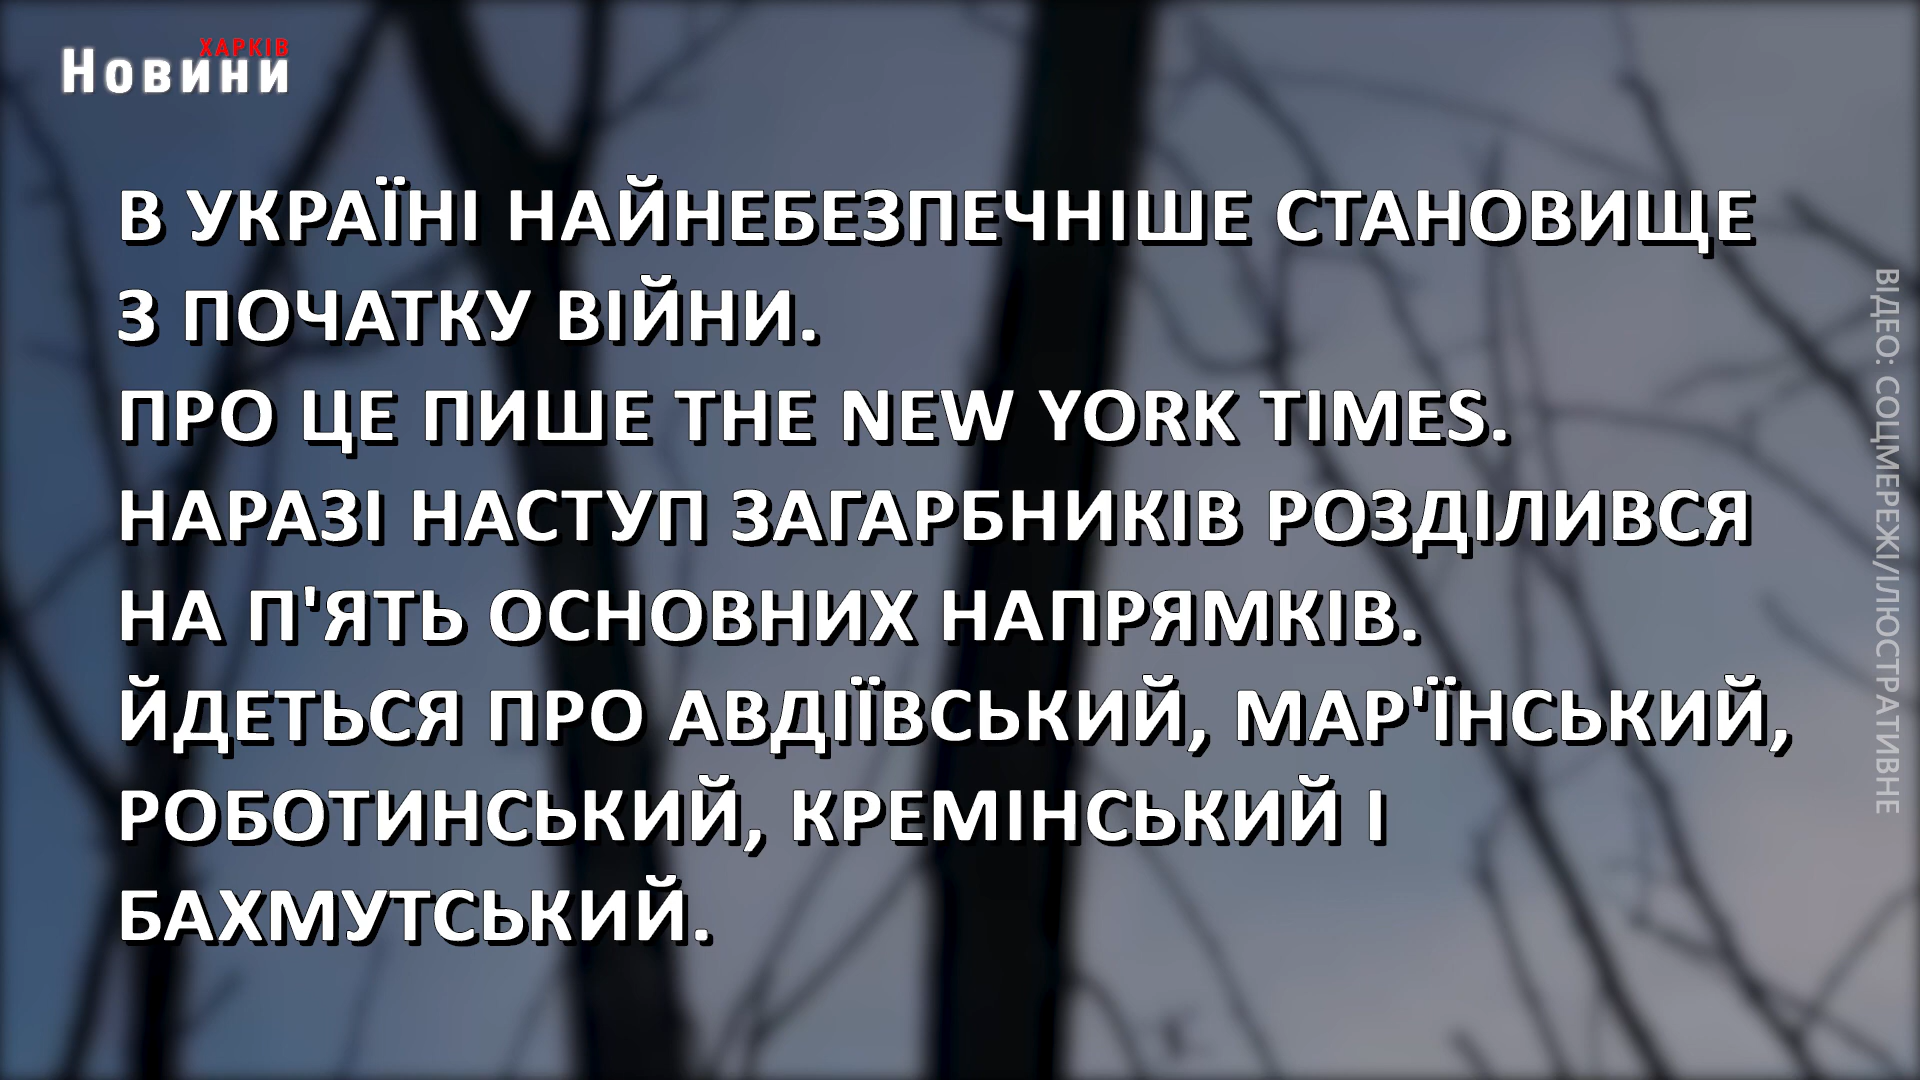 ХАРКІВ
Новини
В УКРАЇНІ НАЙНЕБЕЗПЕЧНІШЕ СТАНОВИЩЕ
З ПОЧАТКУ ВІЙНИ.
ПРО ЦЕ ПИШЕ THE NEW YORK TIMES.
НАРАЗІ НАСТУП ЗАГАРБНИКІВ РОЗДІЛИВСЯ
НА П'ЯТЬ ОСНОВНИХ НАПРЯМКІВ.
ЙДЕТЬСЯ ПРО АВДІЇВСЬКИЙ, МАР'ЇНСЬКИЙ,
РОБОТИНСЬКИЙ, КРЕМІНСЬКИЙ І
БАХМУТСЬКИЙ.
ВІДЕО: СОЦМЕРЕЖІ/ІЛЮСТРАТИВНЕ